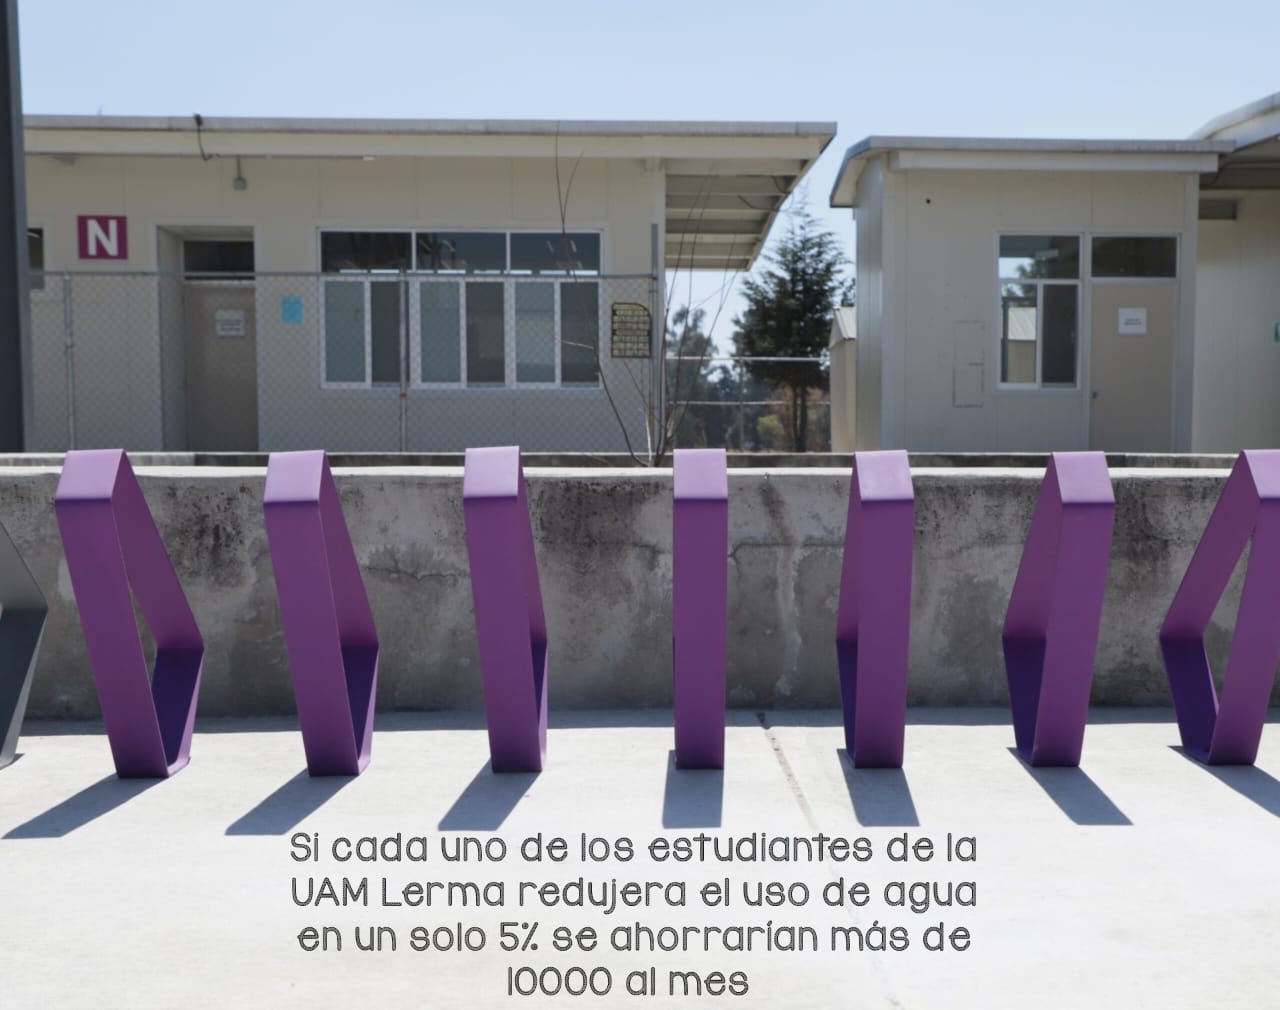 N
Si cada uno de los estudiantes de la
UAM Lerma redujera el uso de agua
en un solo 5% se ahorrarían más de
10000 al mes